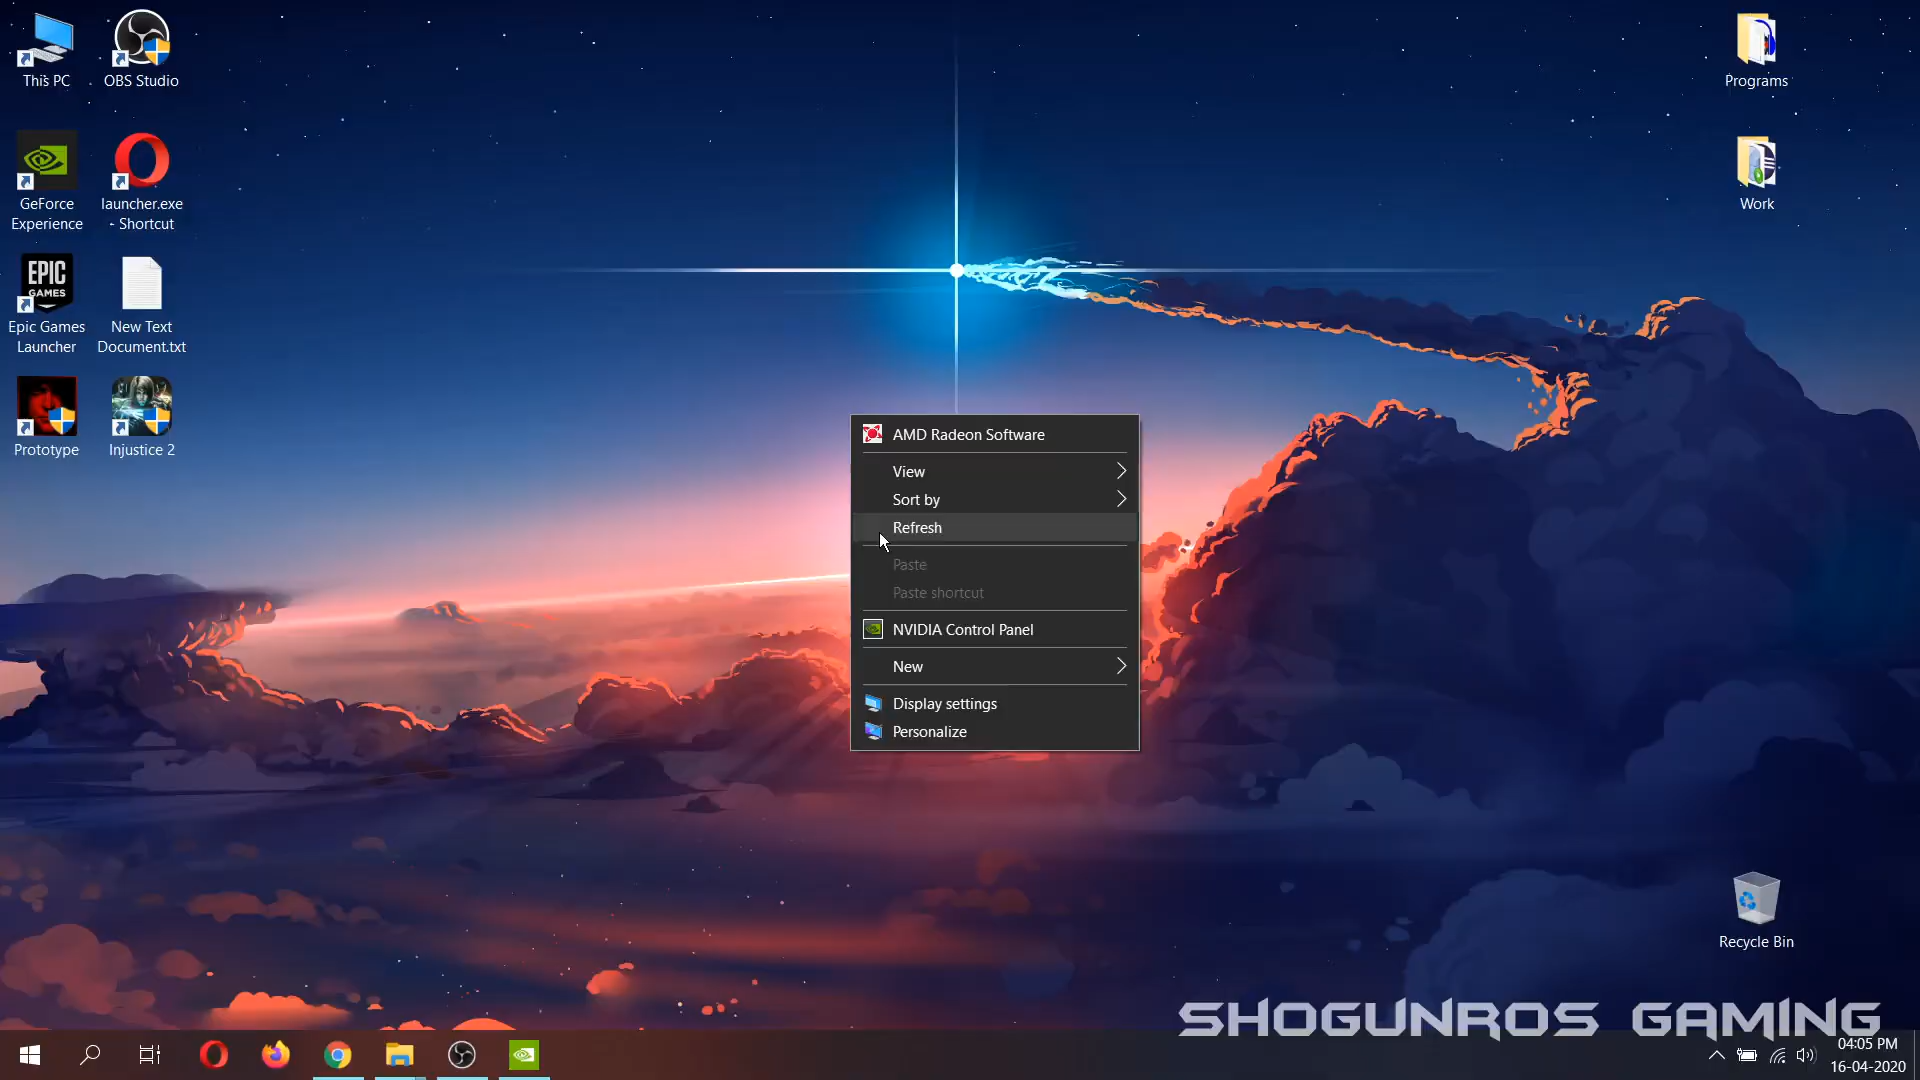 This PC
OBS Studio
GeForce
Experience
launcher.exe
- Shortcut
EPIC
GAMES
Epic Games
Launcher
New Text
Document.txt
Prototype
Injustice 2
Programs
Work
AMD Radeon Software
View
Sort by
Refresh
Paste
Paste shortcut
NVIDIA Control Panel
New
Display settings
Personalize
Recycle Bin
SHOGUNROS GAMING
04:05 PM
16-04-2020